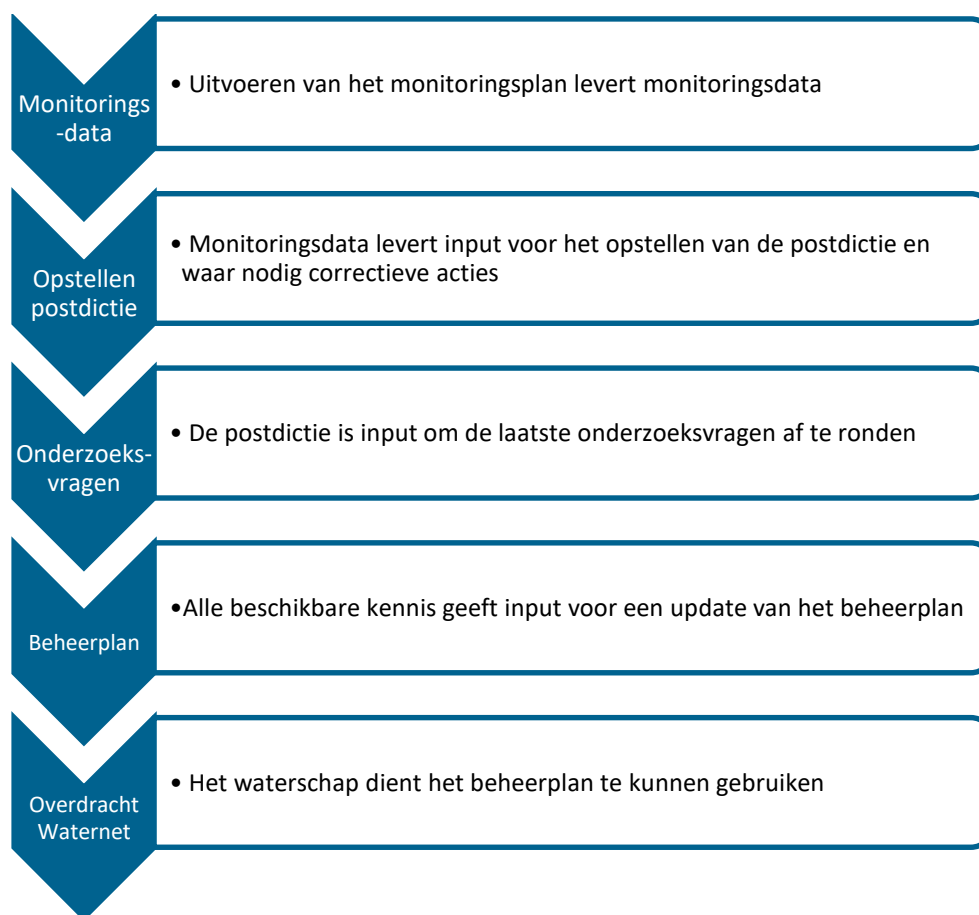 Monitorings
-data
• Uitvoeren van het monitoringsplan levert monitoringsdata
Opstellen
postdictie
• Monitoringsdata levert input voor het opstellen van de postdictie en
waar nodig correctieve acties
Onderzoeks-
vragen
• De postdictie is input om de laatste onderzoeksvragen af te ronden
Beheerplan
•Alle beschikbare kennis geeft input voor een update van het beheerplan
Overdracht
Waternet
• Het waterschap dient het beheerplan te kunnen gebruiken